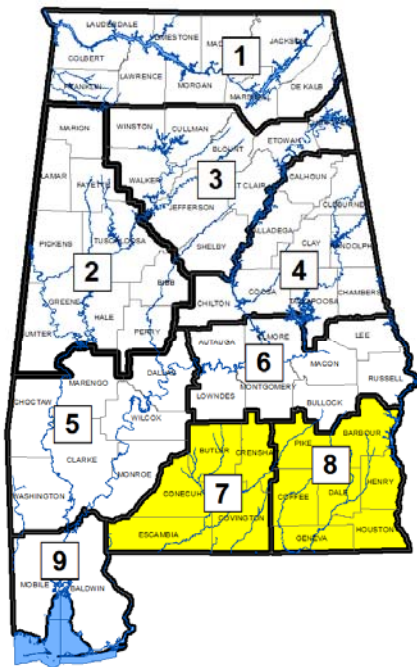 LAUDERDALE
COLBERT
LAWRENCE
MORGAN
JACKSON
DE KALB
FRANKLIN
1
MARION
WINSTON
CULLMAN
BLOUNT
ETOWAH
LAMAR
FAYETTE
WALKER
3
JEFFERSON
CALHOUN
CLEBURNE
PICKENS
TUSCALOOSA
SHELBY
CLAY
RANDOLPH
2
BIBB
4
GREENE
HALE
PERRY
CHILTON
COOSA
TALLAPOOSA
CHAMBERS
AUTAUGA
LEE
MARENGO
DALLAS
6
MACON
CHOCTAW
LOWNDES
MONTGOMERY
RUSSELL
5
WILCOX
BULLOCK
CLARKE
MONROE
BUTLER
CRENSHA
PIKE
BARBOUR
7
8
WASHINGTON
CONECUH
COFFEE
DALE
HENRY
COVINGTON
ESCAMBIA
GENEVA
HOUSTON
9
MOBILE
BALDWIN